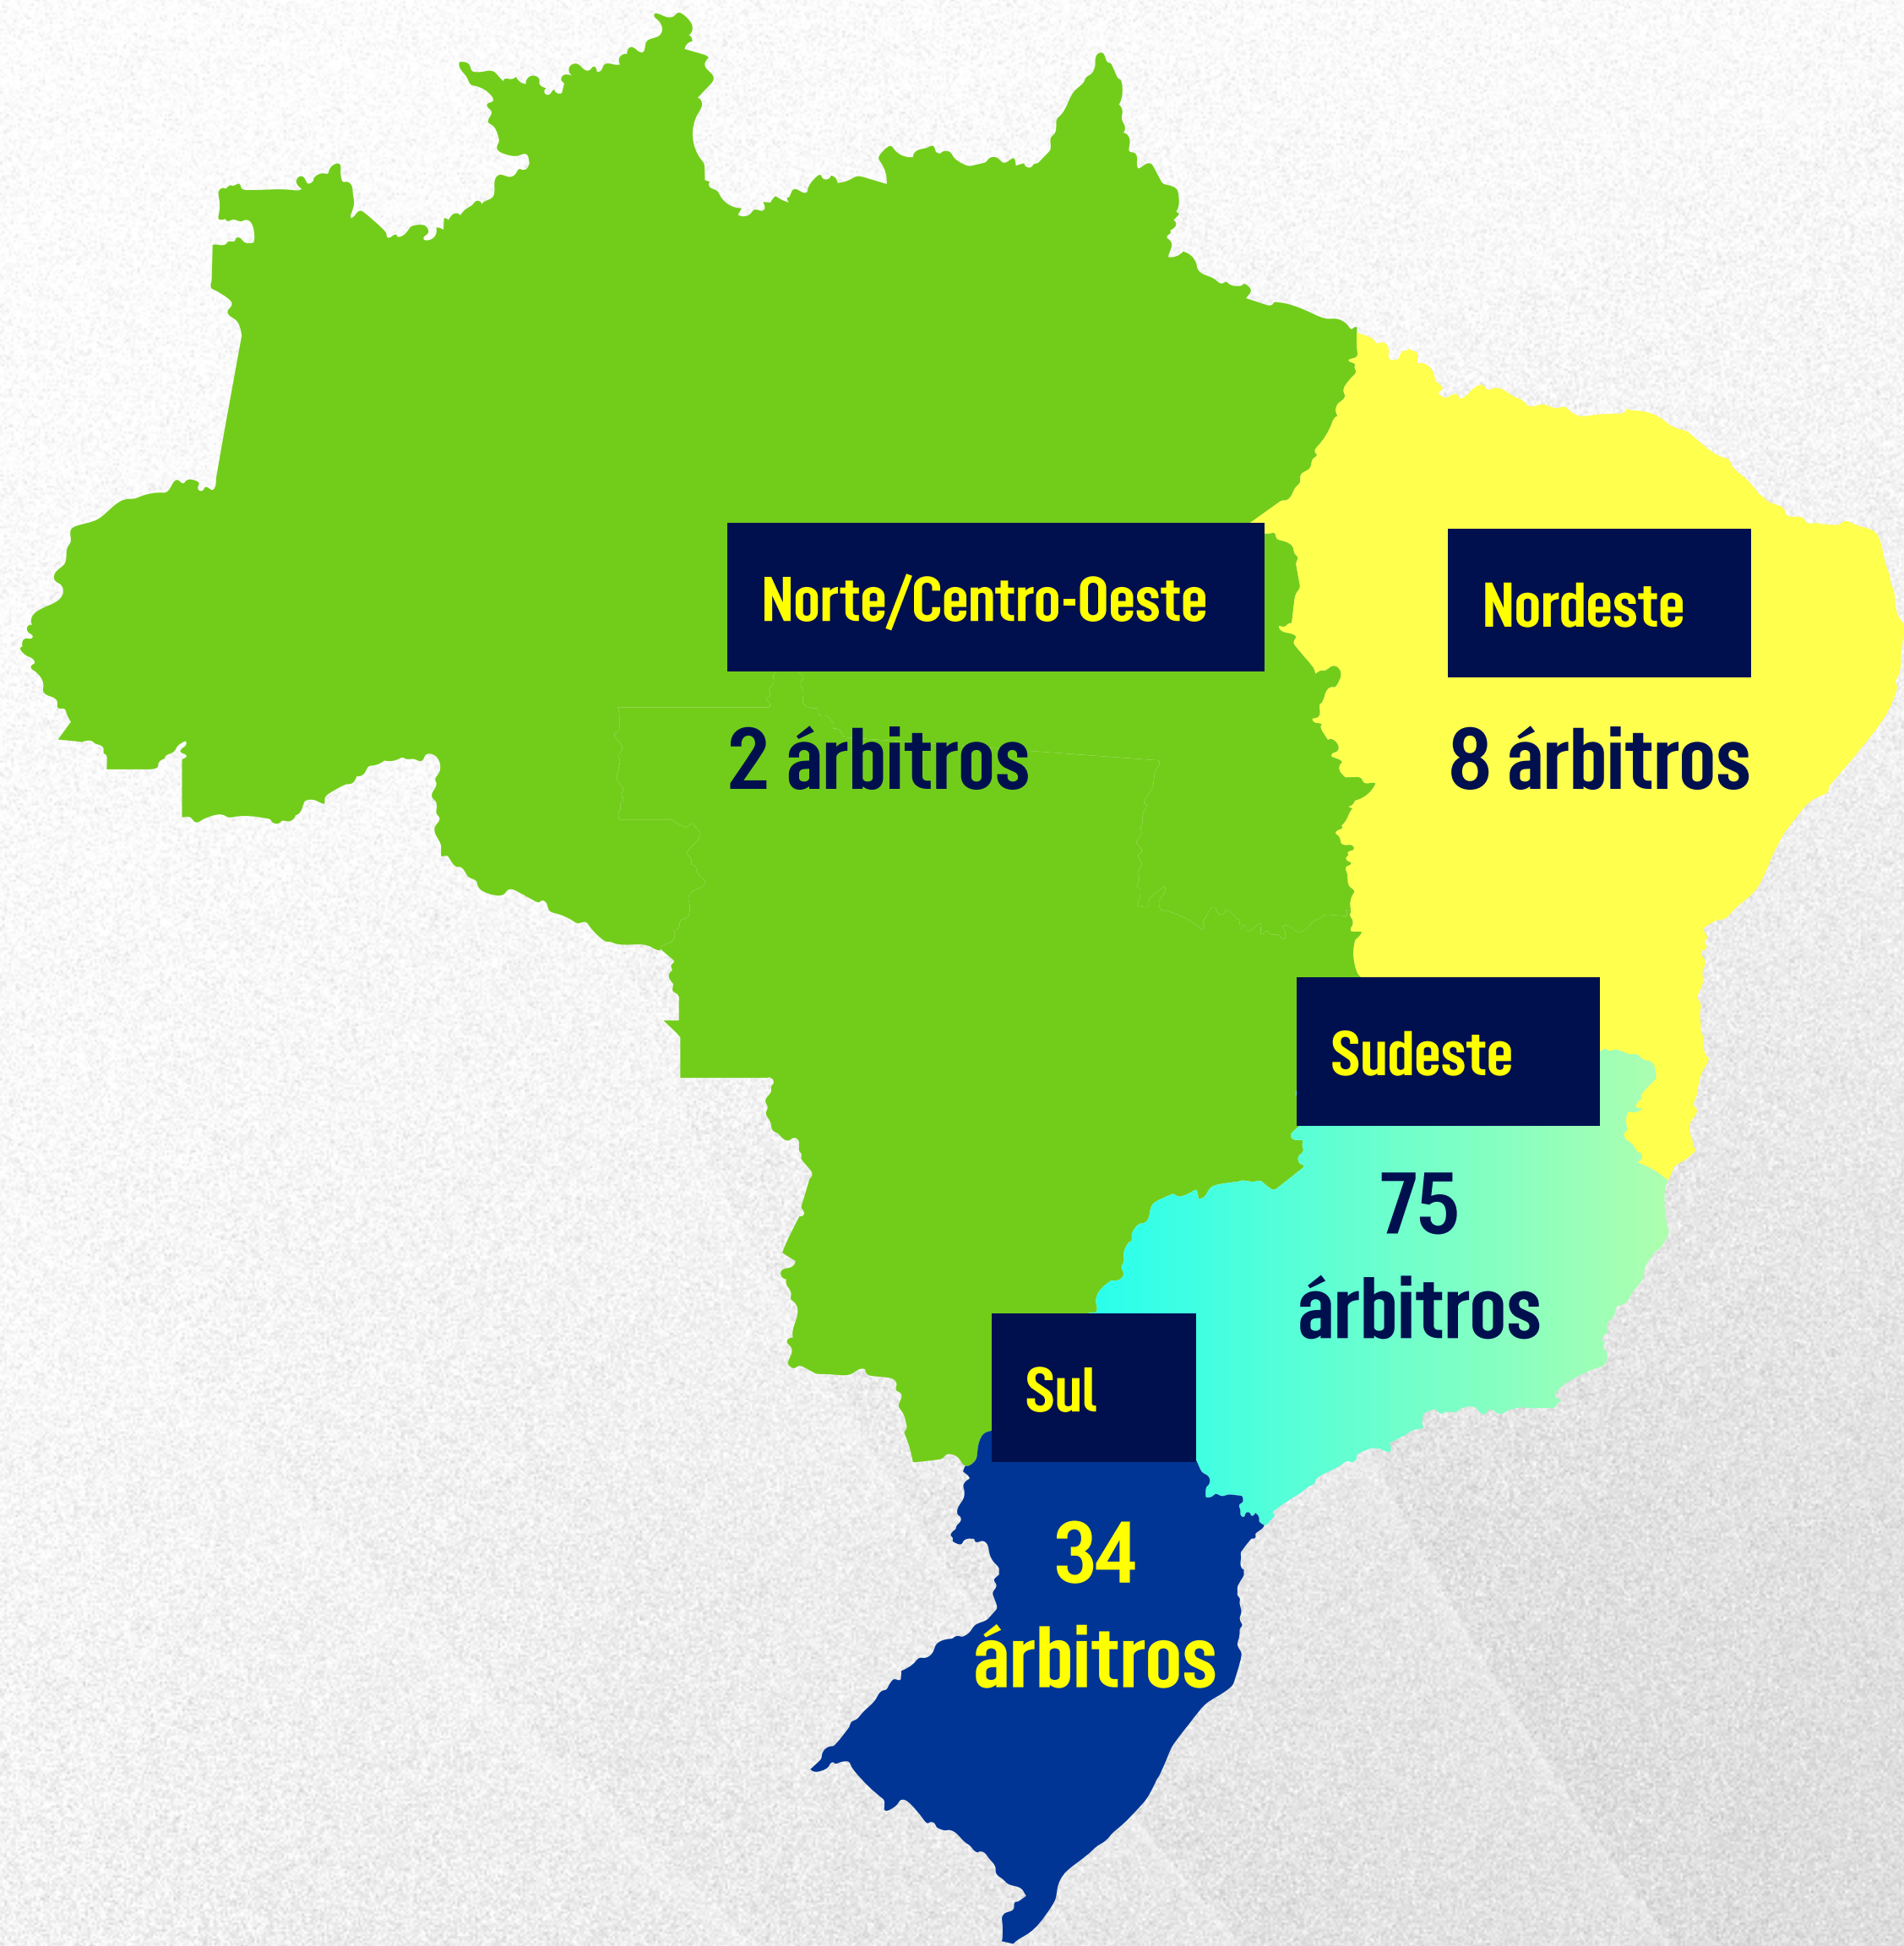 Norte/Centro-Oeste
2 árbitros
Nordeste
8 árbitros
Sudeste
75
árbitros
Sul
34
árbitros